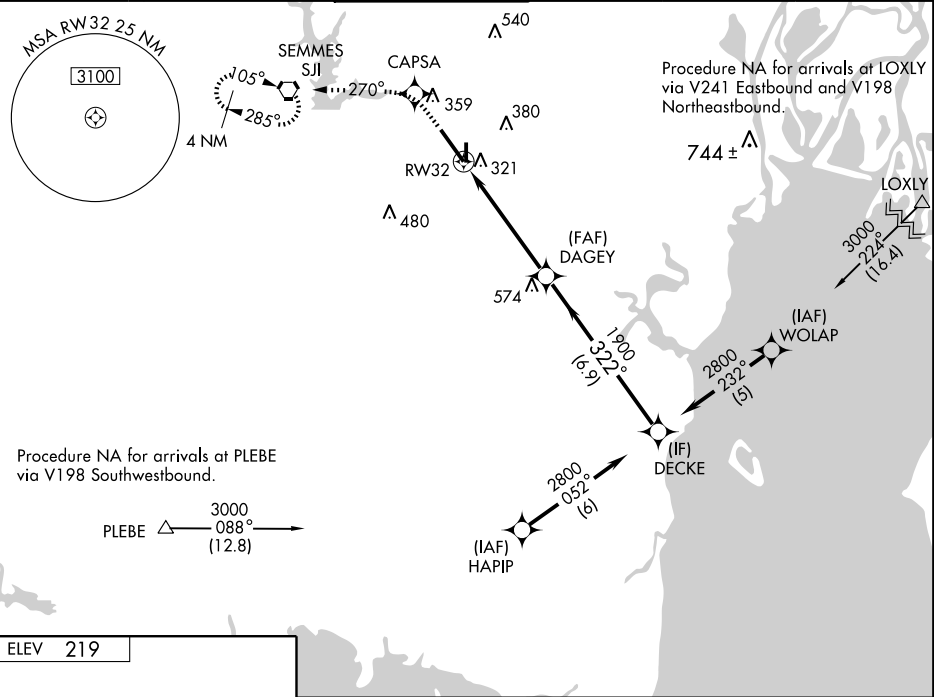 MSA RW32 25 NM
3100
105°
285°
4 NM
SEMMES
SJI
270°
CAPSA
359
540
380
RW32
321
480
Procedure NA for arrivals at LOXLY
via V241 Eastbound and V198
Northeastbound.
744 ±
LOXLY
3000
224°
(16.4)
(FAF)
DAGEY
574
1900
322°
(6.9)
(IAF)
WOLAP
2800
232°
(5)
(IF)
DECKE
2800
052°
(6)
(IAF)
HAPIP
Procedure NA for arrivals at PLEBE
via V198 Southwestbound.
PLEBE
3000
088°
(12.8)
ELEV 219